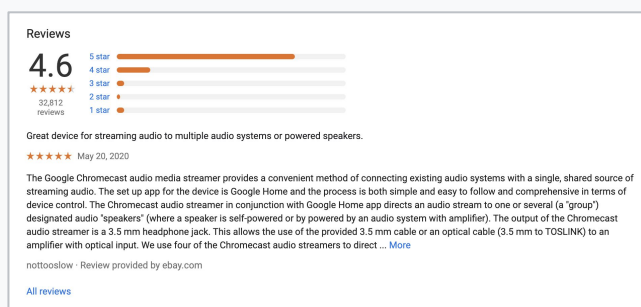 Reviews
4.6
32,812
reviews
5 star
4 star
3 star
2 star
1 star
Great device for streaming audio to multiple audio systems or powered speakers.
May 20, 2020
The Google Chromecast audio media streamer provides a convenient method of connecting existing audio systems with a single, shared source of
streaming audio. The set up app for the device is Google Home and the process is both simple and easy to follow and comprehensive in terms of
device control. The Chromecast audio streamer in conjunction with Google Home app directs an audio stream to one or several (a "group")
designated audio "speakers" (where a speaker is self-powered or by powered by an audio system with amplifier). The output of the Chromecast
audio streamer is a 3.5 mm headphone jack. This allows the use of the provided 3.5 mm cable or an optical cable (3.5 mm to TOSLINK) to an
amplifier with optical input. We use four of the Chromecast audio streamers to direct ... More
nottooslow · Review provided by ebay.com
All reviews